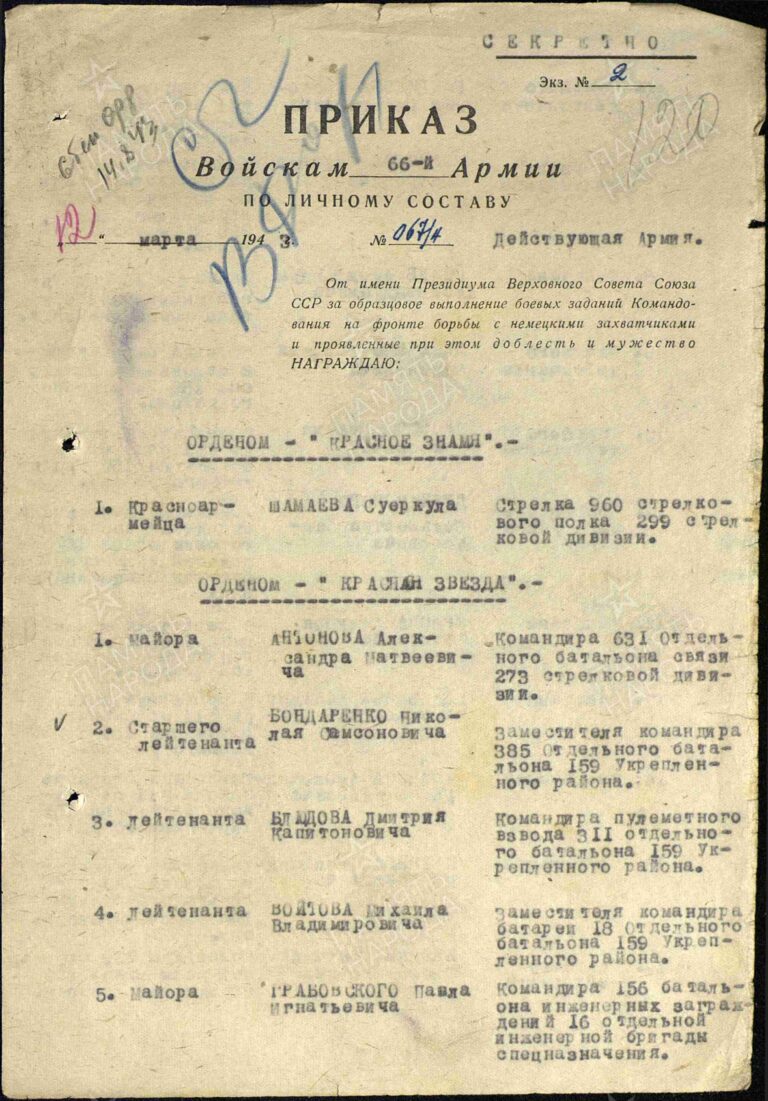 СЕКРЕТНО
Экз. № 2
120
Сбем
14.8.43
ПРИКАЗ
Войскам 66-й Армии
ПО ЛИЧНОМУ СОСТАВУ
12 " марта 1943. № 067/н Действующая Армия.
От имени Президиума Верховного Совета Союза
ССР за образцовое выполнение боевых заданий Командо-
вания на фронте борьбы с немецкими захватчиками
и проявленные при этом доблесть и мужество
НАГРАЖДАЮ:
ОРДЕНОМ - " КРАСНОЕ ЗНАМЯ".-
1. Красноар- ШАМАЕВА Суеркула Стрелка 960 стрелко-
мейца вого полка 299 стрел-
ковой дивизии.
ОРДЕНОМ - " КРАСНАЯ ЗВЕЗДА".-
1. Майора АНТОНОВА Алек- Командира 631 Отдель-
сандра Матвееви- ного батальона связи
ча 273 стрелковой диви-
зии.
2. Старшего БОНДАРЕНКО Нико- Заместителя командира
лейтенанта лая Самсоновича 385 Отдельного бата-
льона 159 Укреплен-
ного района.
3. Лейтенанта Дмитрия Командира пулеметного
Капитоновича взвода 311 отдельно-
го батальона 159 Ук-
репленного района.
4. Лейтенанта ВОЙТОВА Михаила Заместителя командира
Владимировича батареи 18 Отдельного
батальона 159 Укреп-
ленного района.
5. Майора ГРАБОВСКОГО Павла Командира 156 баталь-
Игнатьевича она инженерных заграж
дений 16 отдельной
инженерной бригады
спецназначения.
ПАМЯТЬ
НАРОДА